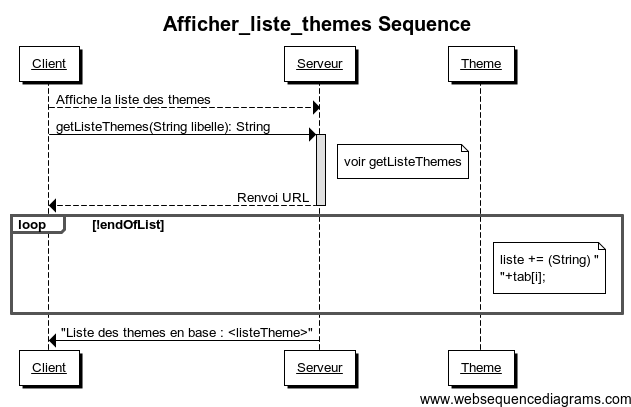 Afficher_liste_themes Sequence
Client
Serveur
Theme
Affiche la liste des themes
getListeThemes(String libelle): String
voir getListeThemes
Renvoi URL
loop
[!endOfList]
liste += (String) "
"+tab[i];
"Liste des themes en base : <listeTheme>"
Client
Serveur
Theme
www.websequencediagrams.com